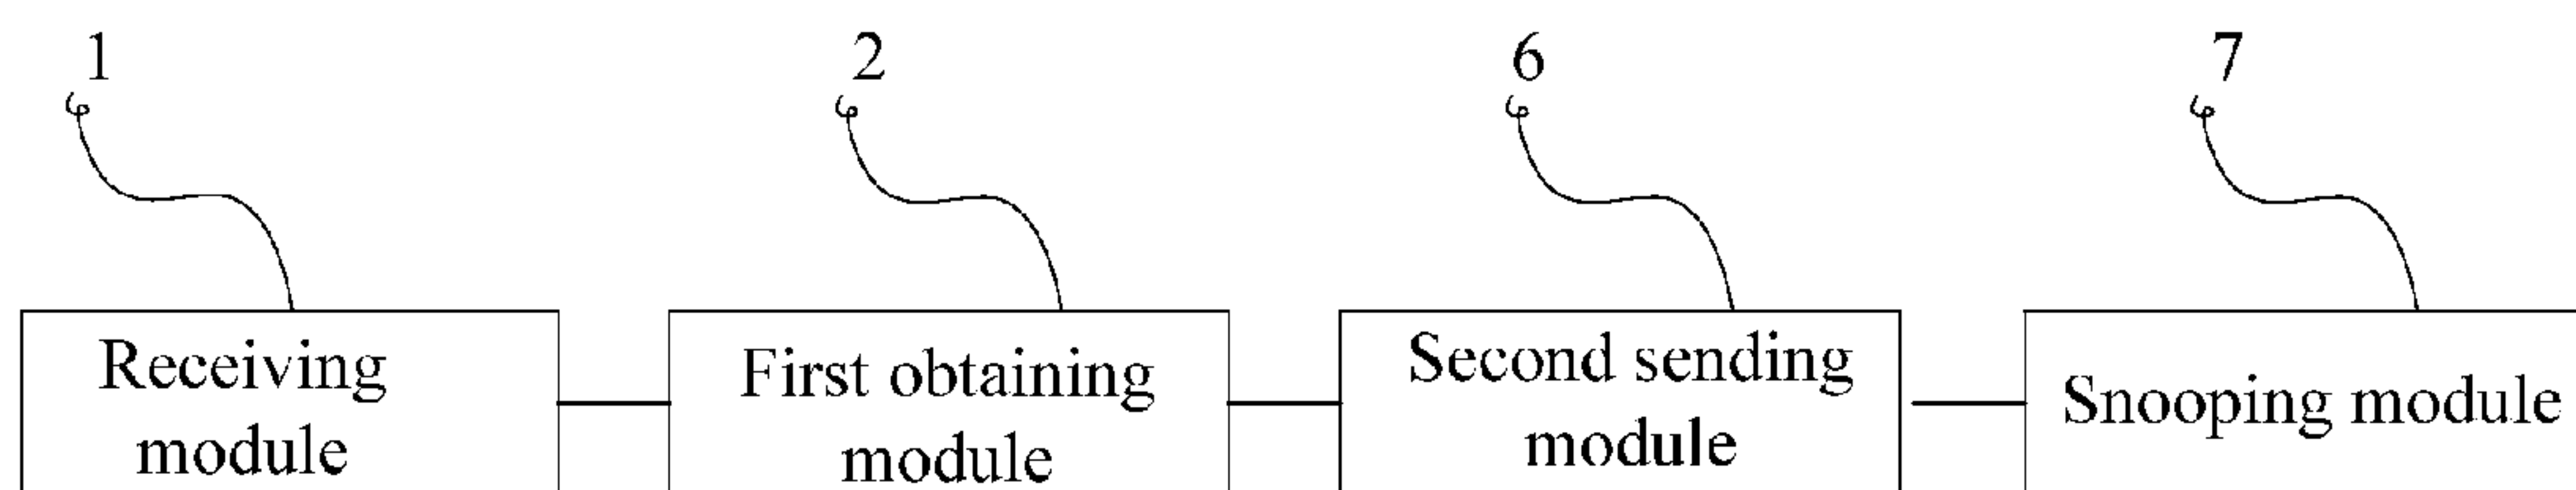 1
2
6
7
Receiving
module
First obtaining
module
Second sending
module
Snooping module